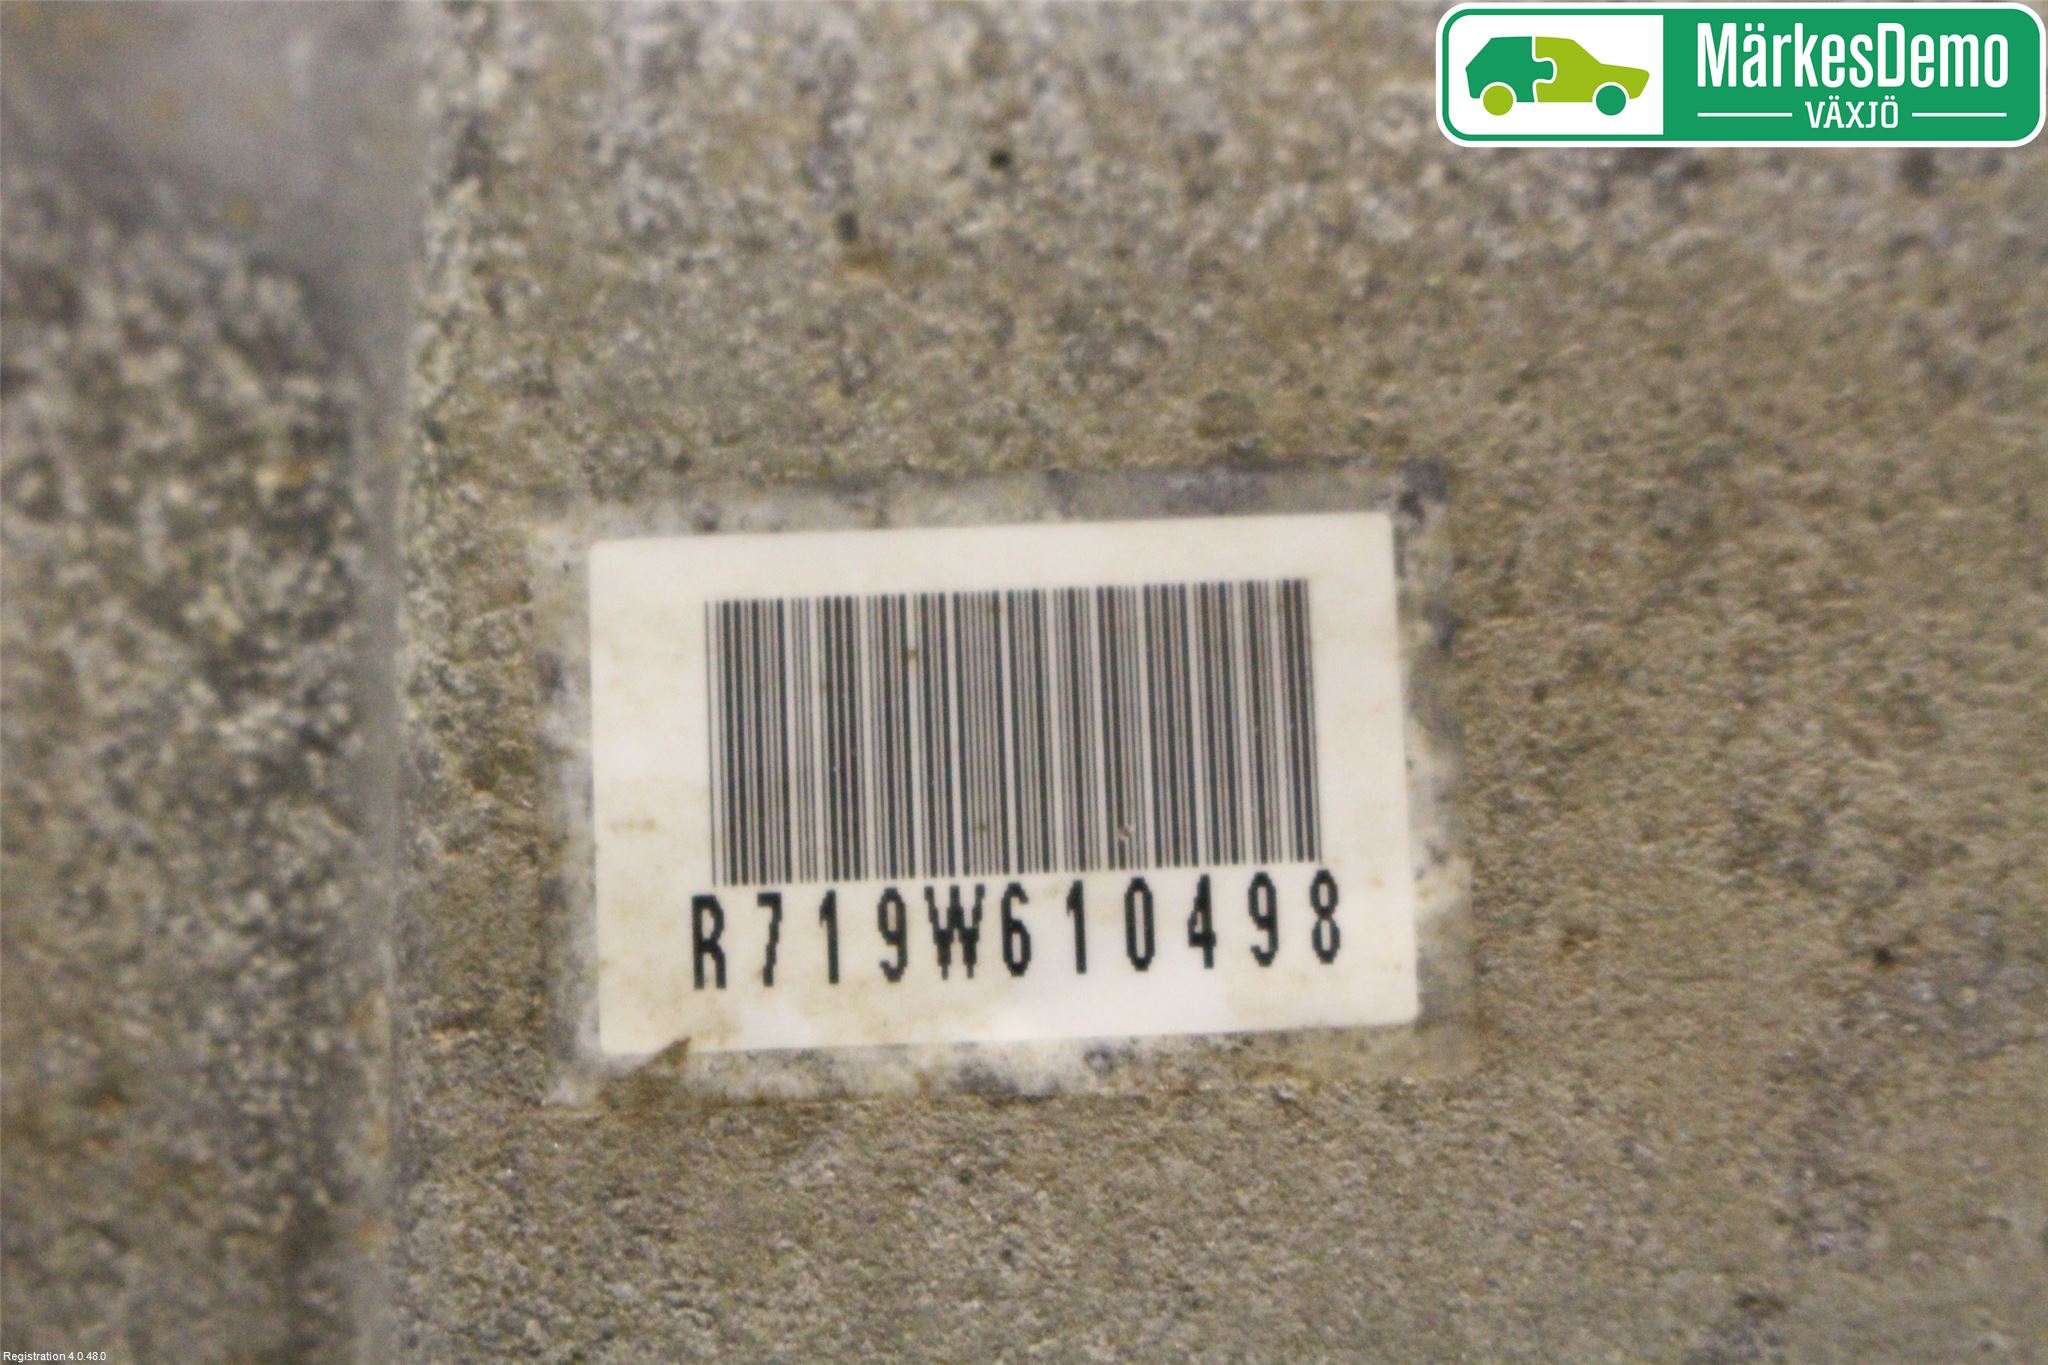 MärkesDemo
VÄXJÖ
R719W610498
Registration 4.0.48.0